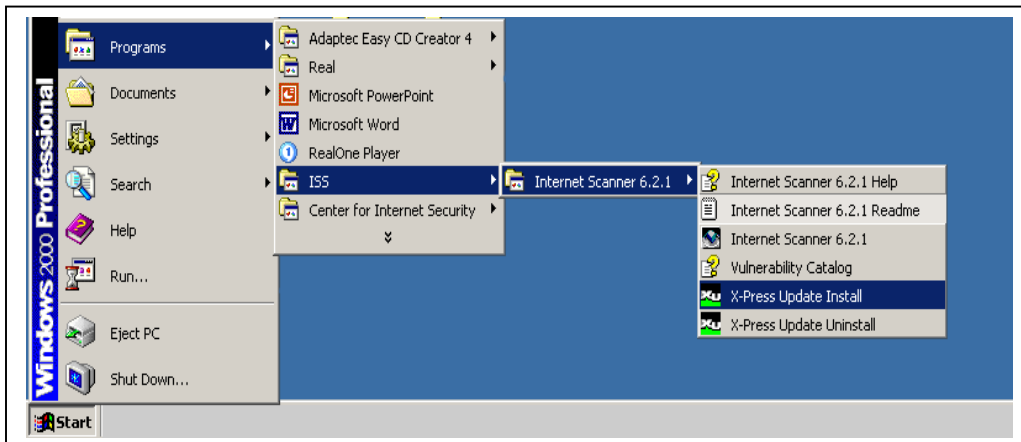 Windows 2000 Professional
Programs
Documents
Settings
Search
Help
Run...
Eject PC
Shut Down...
Start
Adaptec Easy CD Creator 4
Real
Microsoft PowerPoint
Microsoft Word
RealOne Player
ISS
Center for Internet Security
Internet Scanner 6.2.1
Internet Scanner 6.2.1 Help
Internet Scanner 6.2.1 Readme
Internet Scanner 6.2.1
Vulnerability Catalog
X-Press Update Install
X-Press Update Uninstall